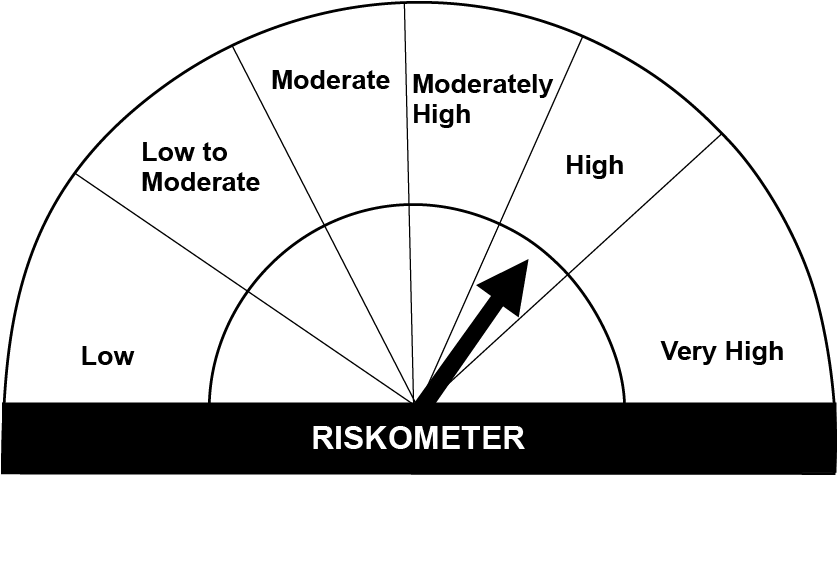 Moderate
Moderately
High
Low to
Moderate
High
Low
Very High
RISKOMETER